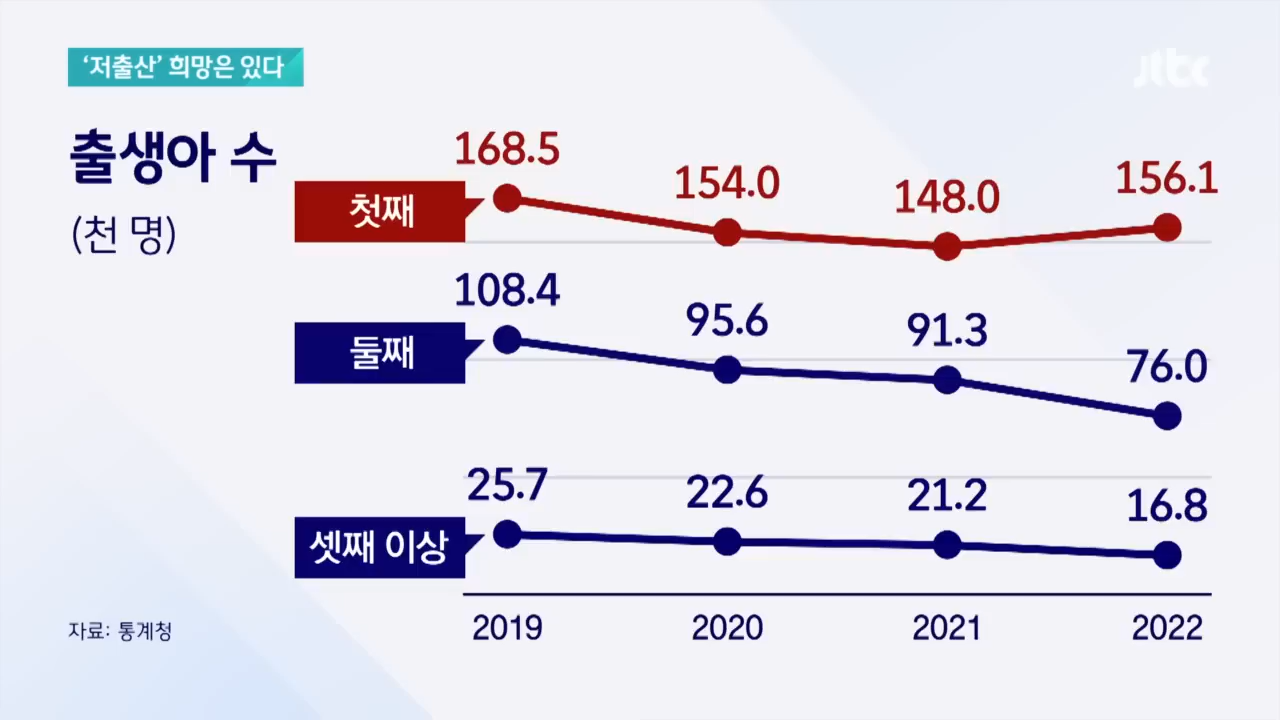 ‘저출산’ 희망은 있다
jtbc
출생아 수
(천 명)
첫째
168.5 154.0 148.0 156.1
둘째
108.4 95.6 91.3 76.0
셋째 이상
25.7 22.6 21.2 16.8
2019 2020 2021 2022
자료: 통계청